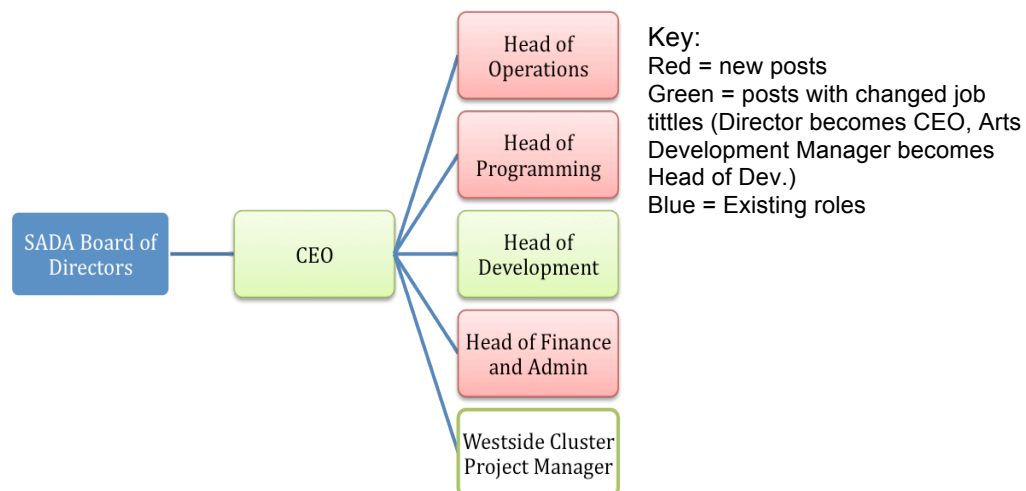 SADA Board of
Directors
CEO
Head of
Operations
Head of
Programming
Head of
Development
Head of Finance
and Admin
Westside Cluster
Project Manager
Key:
Red = new posts
Green = posts with changed job
tittles (Director becomes CEO, Arts
Development Manager becomes
Head of Dev.)
Blue = Existing roles